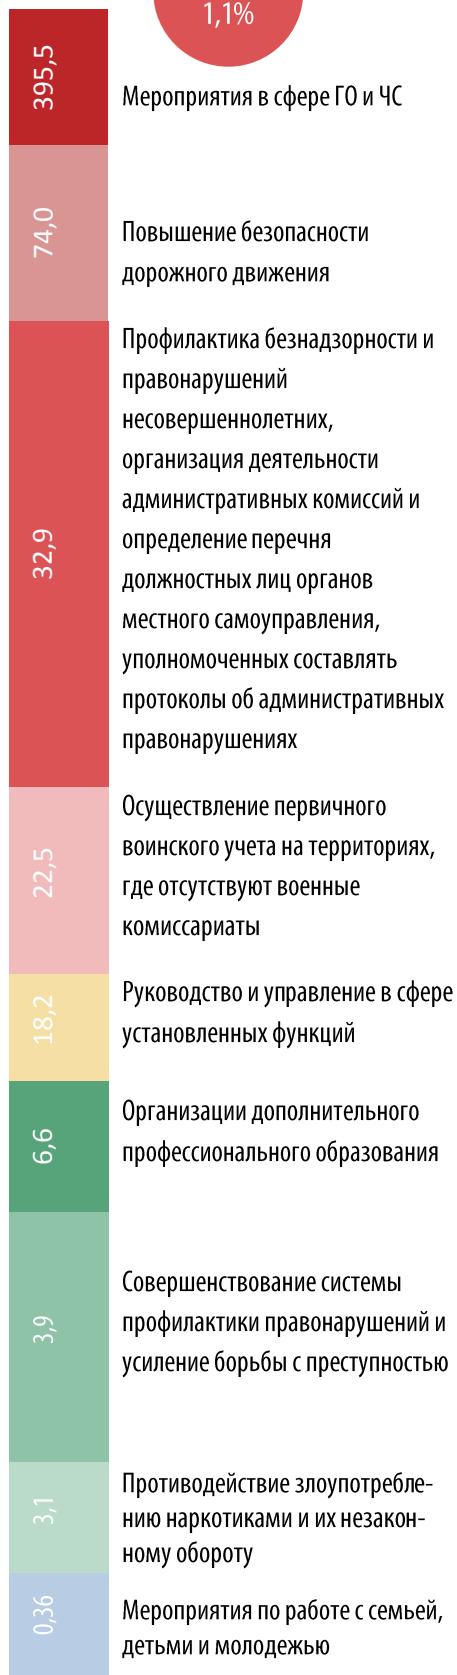 1,1%
395,5
Мероприятия в сфере ГО и ЧС
74,0
Повышение безопасности
дорожного движения
32,9
Профилактика безнадзорности и
правонарушений
несовершеннолетних,
организация деятельности
административных комиссий и
определение перечня
должностных лиц органов
местного самоуправления,
уполномоченных составлять
протоколы об административных
правонарушениях
22,5
Осуществление первичного
воинского учета на территориях,
где отсутствуют военные
комиссариаты
18,2
Руководство и управление в сфере
установленных функций
6,6
Организации дополнительного
профессионального образования
3,9
Совершенствование системы
профилактики правонарушений и
усиление борьбы с преступностью
3,1
Противодействие злоупотребле-
нию наркотиками и их незакон-
ному обороту
0,36
Мероприятия по работе с семьей,
детьми и молодежью